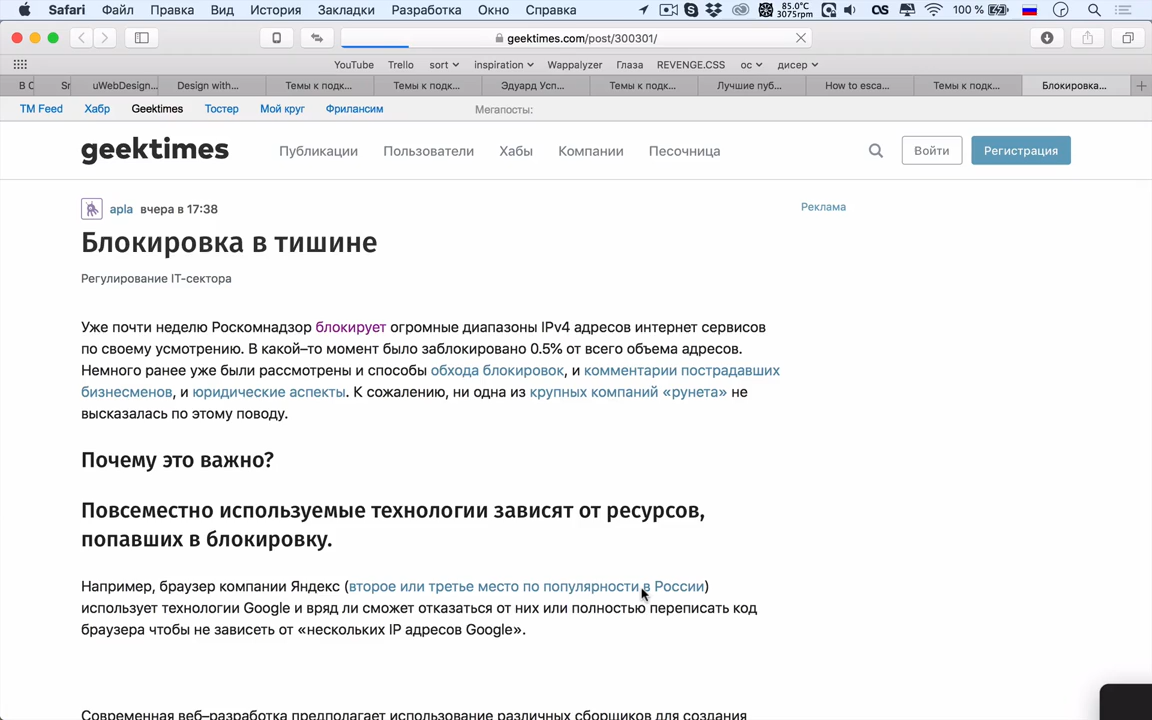 Safari Файл Правка Вид История Закладки Разработка Окно Справка 85.0°C 3075rpm 100 %
geektimes.com/post/300301/
YouTube Trello sort inspiration Wappalyzer Глаза REVENGE.CSS ос дисер
В С Sr uWebDesign... Design with... Темы к подк... Темы к подк... Эдуард Усп... Темы к подк... Лучшие пуб... How to esca... Темы к подк... Блокировка...
TM Feed Хабр Geektimes Тостер Мой круг Фрилансим Мегапосты:
geektimes Публикации Пользователи Хабы Компании Песочница Войти Регистрация
apla вчера в 17:38
Реклама
Блокировка в тишине
Регулирование IT-сектора
Уже почти неделю Роскомнадзор блокирует огромные диапазоны IPv4 адресов интернет сервисов
по своему усмотрению. В какой–то момент было заблокировано 0.5% от всего объема адресов.
Немного ранее уже были рассмотрены и способы обхода блокировок, и комментарии пострадавших
бизнесменов, и юридические аспекты. К сожалению, ни одна из крупных компаний «рунета» не
высказалась по этому поводу.
Почему это важно?
Повсеместно используемые технологии зависят от ресурсов,
попавших в блокировку.
Например, браузер компании Яндекс (второе или третье место по популярности в России)
использует технологии Google и вряд ли сможет отказаться от них или полностью переписать код
браузера чтобы не зависеть от «нескольких IP адресов Google».
Современная веб–разработка предполагает использование различных сборщиков для создания